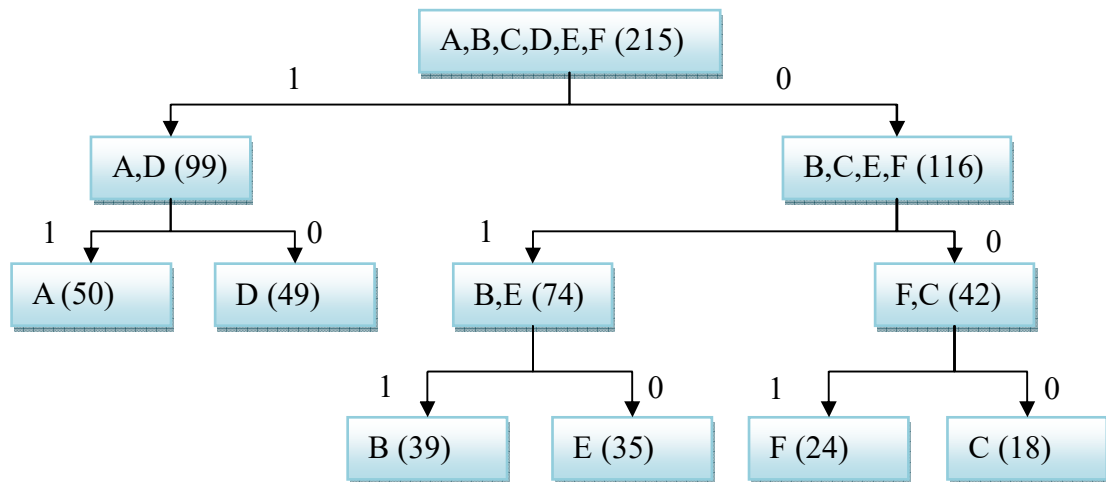 A,B,C,D,E,F (215)
1
0
A,D (99)
B,C,E,F (116)
1
0
1
0
A (50)
D (49)
B,E (74)
F,C (42)
1
0
1
0
B (39)
E (35)
F (24)
C (18)